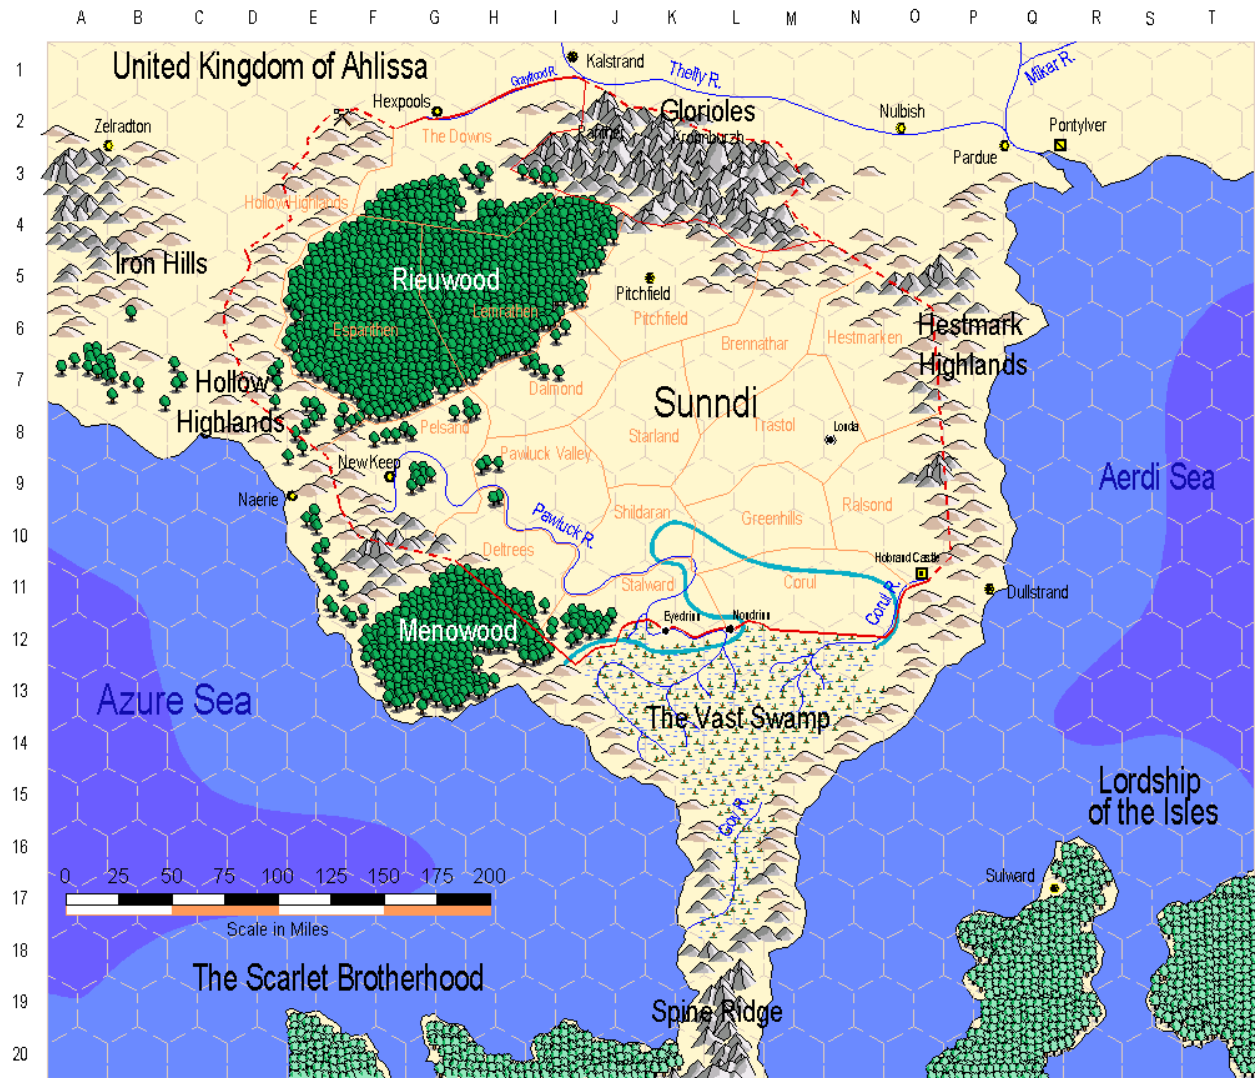 A B C D E F G H I J K L M N O P Q R S T
1
United Kingdom of Ahlissa
Kalstrand
Grayflood R.
Thelly R.
Mikar R.
2
Zelradton
Hexpools
The Downs
Glorioles
Nulbish
Pardue
Pontylver
3
Hollow Highlands
4
Iron Hills
5
Rieuwood
Pitchfield
Pitchfield
6
Esparithen
Lemrathen
Brennathar
Hestmarken
Hestmark
Highlands
7
Hollow
Highlands
Dalmond
Sunndi
8
Pelsand
Pawluck Valley
Starland
Trastol
9
New Keep
Naerie
Pawluck R.
Shildaran
Greenhills
Ralsond
Aerdi Sea
10
Deltrees
Hobrand Castle
11
Stalward
Corul
Corul R.
Dullstrand
12
Menowood
Eyedrinn
Nondrinn
13
Azure Sea
The Vast Swamp
14
15
Lordship
of the Isles
16
0 25 50 75 100 125 150 175 200
Sulward
17
Scale in Miles
18
The Scarlet Brotherhood
19
Spine Ridge
20